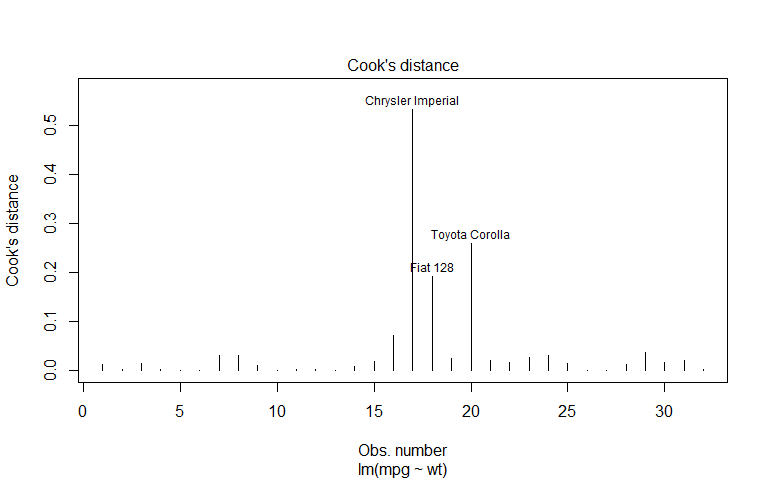 Cook's distance
Chrysler Imperial
Toyota Corolla
Fiat 128
Cook's distance
0.5
0.4
0.3
0.2
0.1
0.0
0 5 10 15 20 25 30
Obs. number
lm(mpg ~ wt)